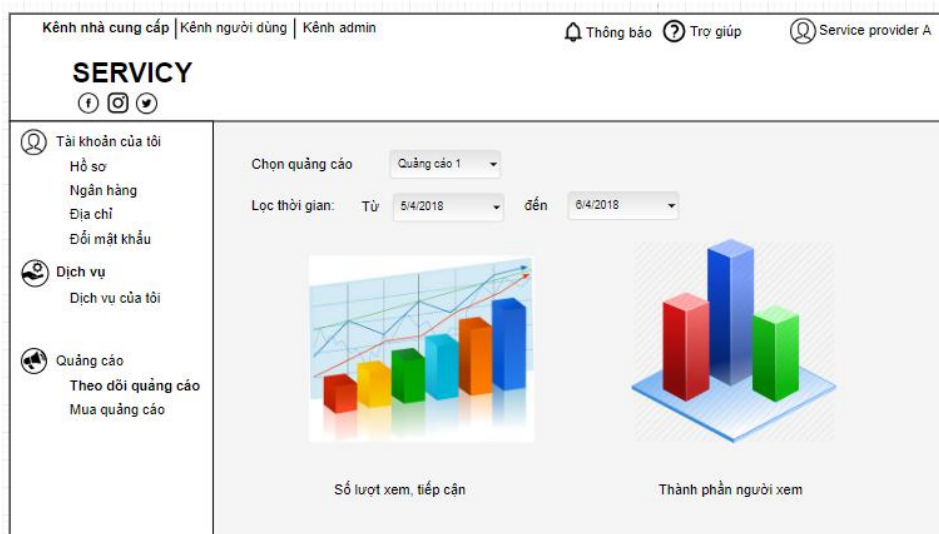 Kênh nhà cung cấp | Kênh người dùng | Kênh admin
Thông báo
Trợ giúp
Service provider A
SERVICY
Tài khoản của tôi
Hồ sơ
Ngân hàng
Địa chỉ
Đổi mật khẩu
Dịch vụ
Dịch vụ của tôi
Quảng cáo
Theo dõi quảng cáo
Mua quảng cáo
Chọn quảng cáo Quảng cáo 1
Lọc thời gian: Từ 5/4/2018 đến 6/4/2018
Số lượt xem, tiếp cận
Thành phần người xem